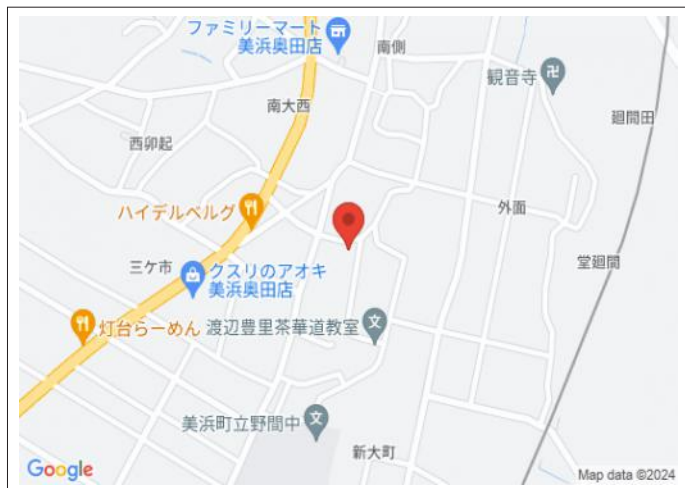 ファミリーマート
美浜奥田店
南側
観音寺
南大西
廻間田
西卯起
ハイデルベルグ
外面
三ケ市
堂廻間
クスリのアオキ
美浜奥田店
灯台らーめん
渡辺豊里茶華道教室
文
美浜町立野間中
文
新大町
Google
Map data ©2024